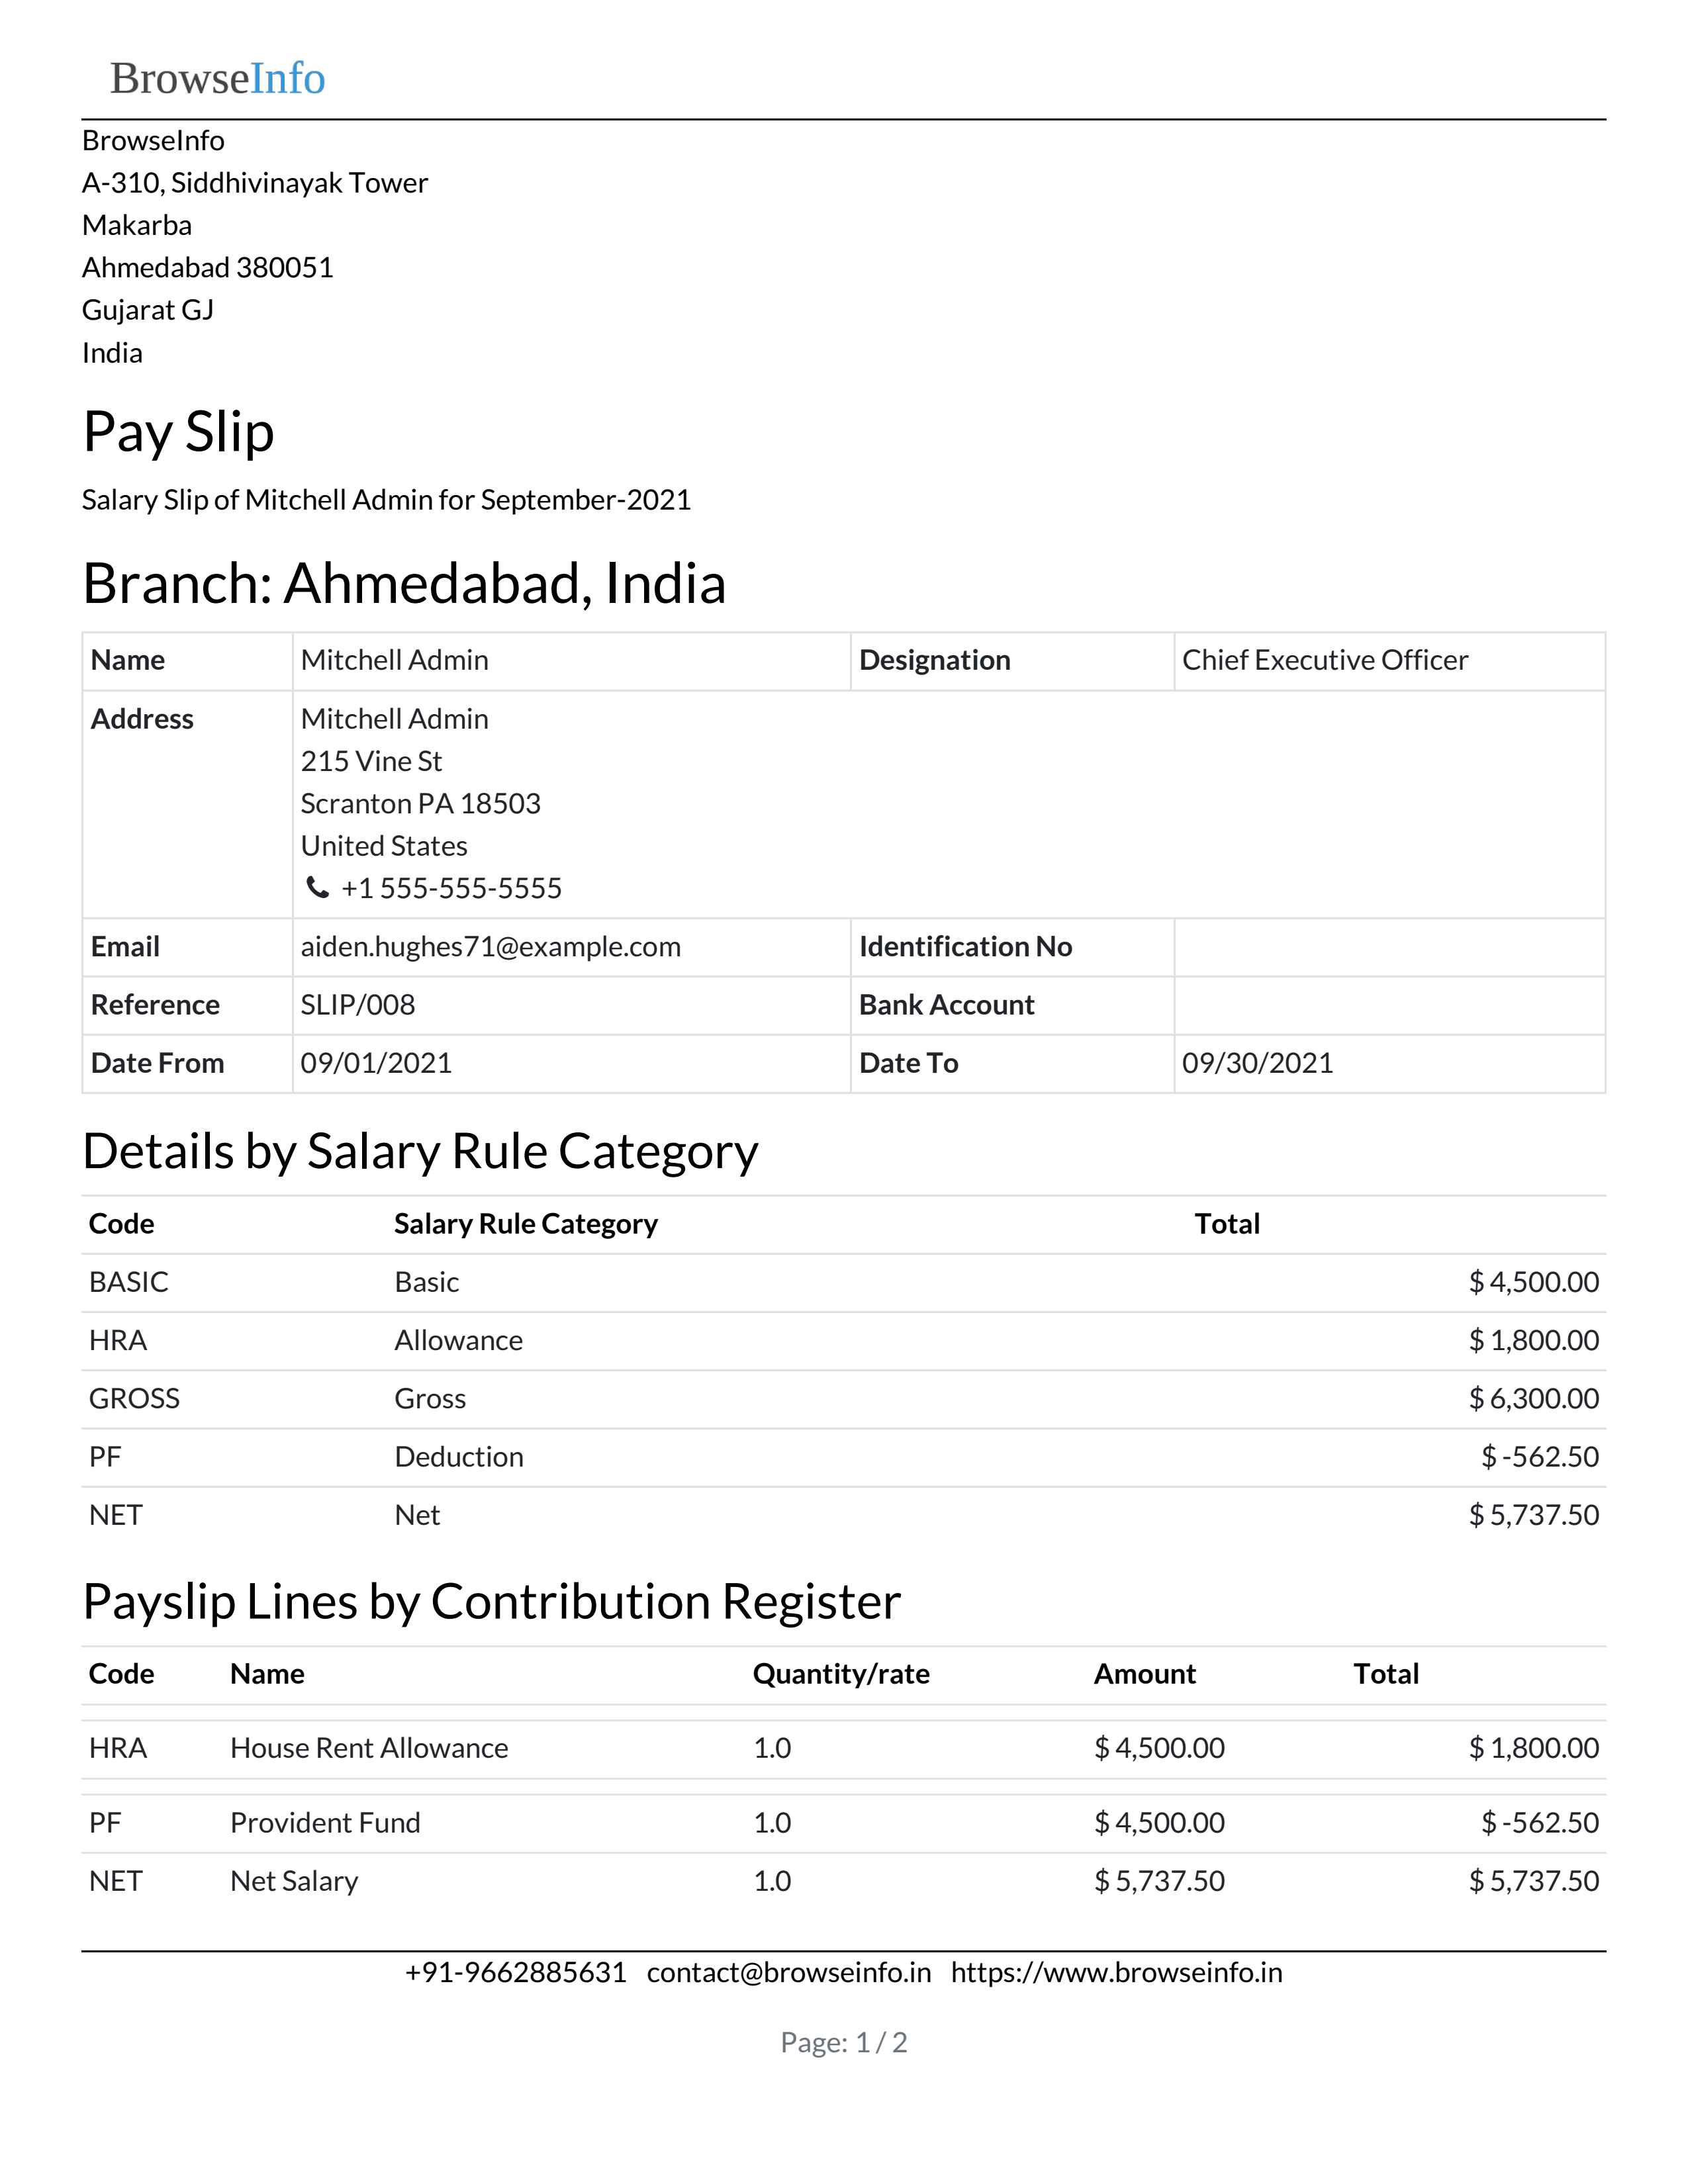 BrowseInfo
BrowseInfo
A-310, Siddhivinayak Tower
Makarba
Ahmedabad 380051
Gujarat GJ
India
Pay Slip
Salary Slip of Mitchell Admin for September-2021
Branch: Ahmedabad, India
Name Mitchell Admin Designation Chief Executive Officer
Address Mitchell Admin
215 Vine St
Scranton PA 18503
United States
+1 555-555-5555
Email aiden.hughes71@example.com Identification No
Reference SLIP/008 Bank Account
Date From 09/01/2021 Date To 09/30/2021
Details by Salary Rule Category
Code Salary Rule Category Total
BASIC Basic $ 4,500.00
HRA Allowance $ 1,800.00
GROSS Gross $ 6,300.00
PF Deduction $ -562.50
NET Net $ 5,737.50
Payslip Lines by Contribution Register
Code Name Quantity/rate Amount Total
HRA House Rent Allowance 1.0 $ 4,500.00 $ 1,800.00
PF Provident Fund 1.0 $ 4,500.00 $ -562.50
NET Net Salary 1.0 $ 5,737.50 $ 5,737.50
+91-9662885631 contact@browseinfo.in https://www.browseinfo.in
Page: 1 / 2